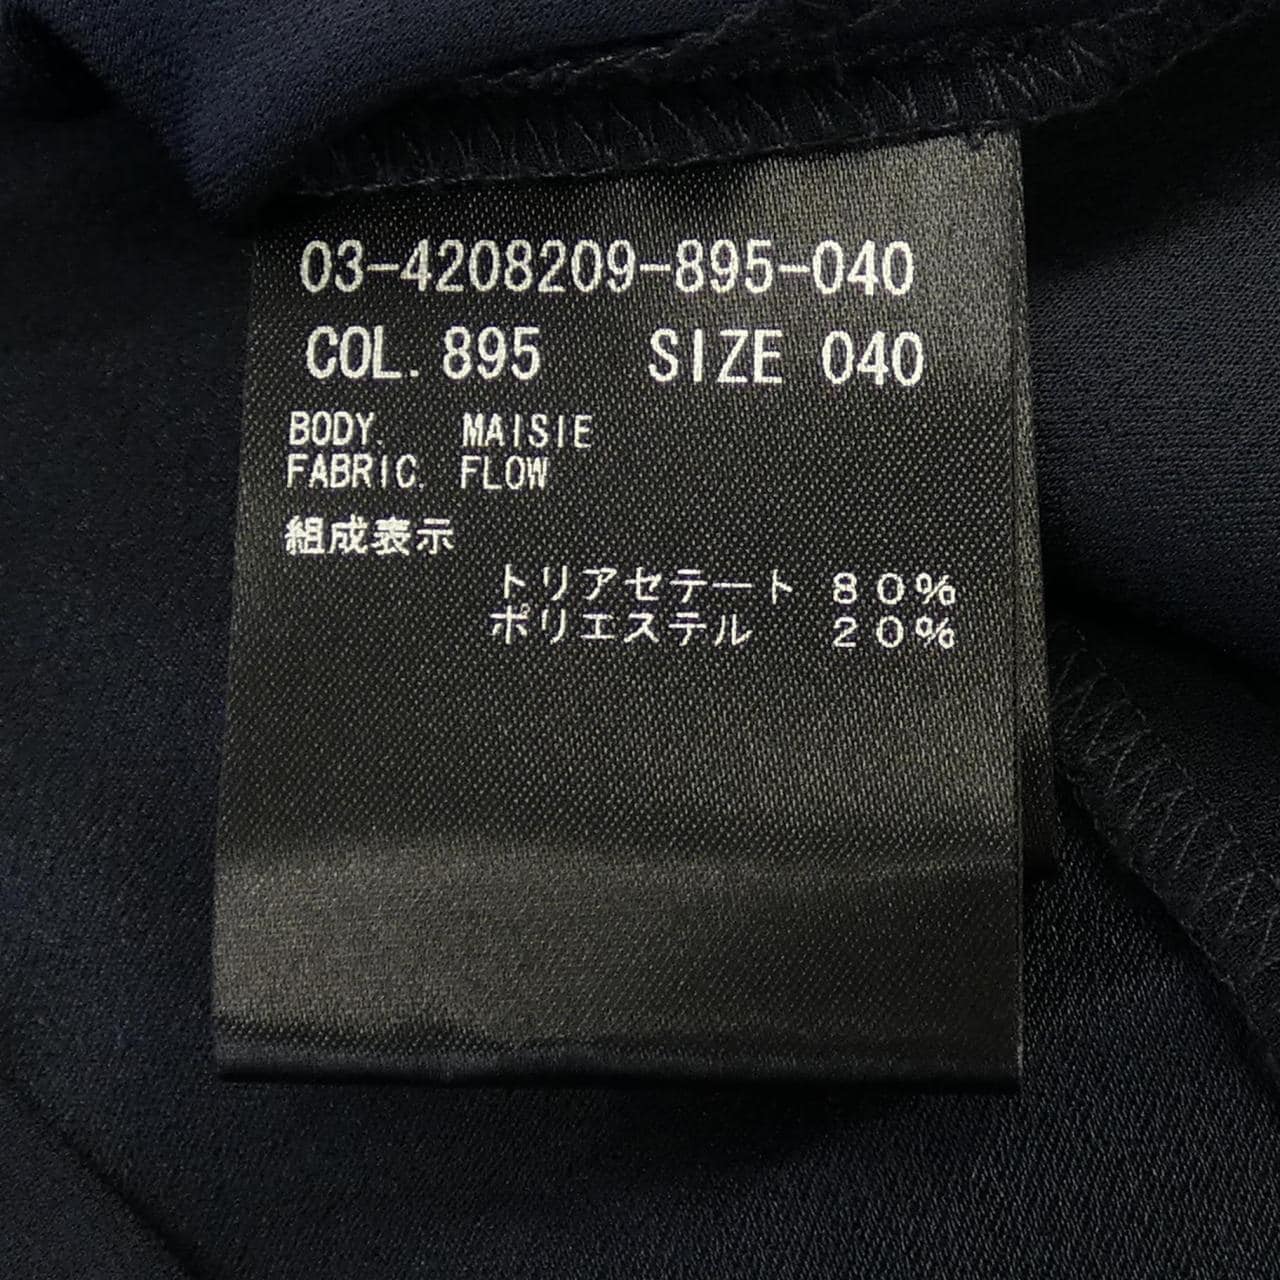 03-4208209-895-040
COL. 895 SIZE 040
BODY. MAISIE
FABRIC. FLOW
組成表示
トリアセテート ８０％
ポリエステル ２０％